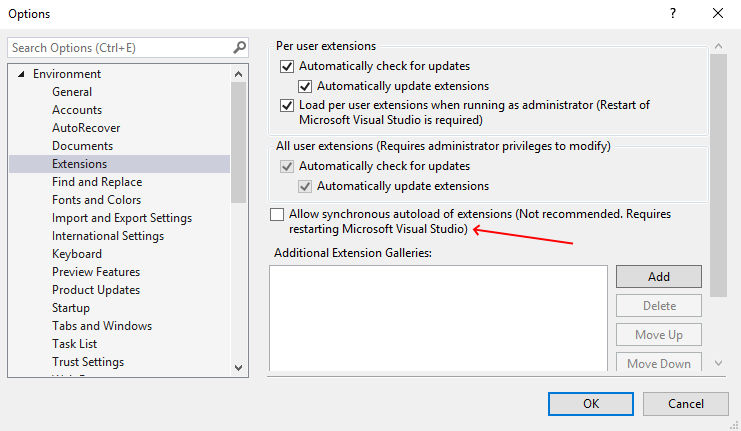 Options
?
Search Options (Ctrl+E)
Environment
General
Accounts
AutoRecover
Documents
Extensions
Find and Replace
Fonts and Colors
Import and Export Settings
International Settings
Keyboard
Preview Features
Product Updates
Startup
Tabs and Windows
Task List
Trust Settings
Per user extensions
Automatically check for updates
Automatically update extensions
Load per user extensions when running as administrator (Restart of
Microsoft Visual Studio is required)
All user extensions (Requires administrator privileges to modify)
Automatically check for updates
Automatically update extensions
Allow synchronous autoload of extensions (Not recommended. Requires
restarting Microsoft Visual Studio)
Additional Extension Galleries:
Add
Delete
Move Up
Move Down
OK
Cancel